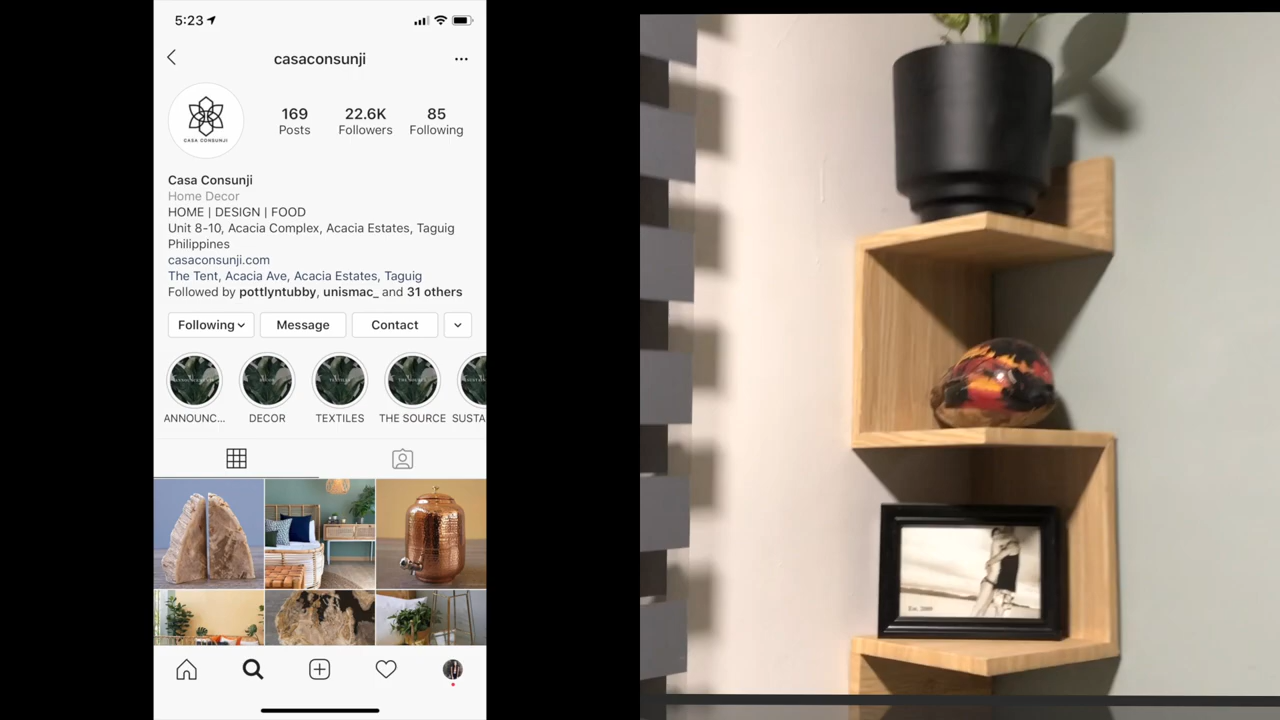 5:23
casaconsunji
169
Posts
22.6K
Followers
85
Following
CASA CONSUNJI
Casa Consunji
Home Decor
HOME | DESIGN | FOOD
Unit 8-10, Acacia Complex, Acacia Estates, Taguig
Philippines
casaconsunji.com
The Tent, Acacia Ave, Acacia Estates, Taguig
Followed by pottlyntubby, unismac_ and 31 others
Following
Message
Contact
ANNOUNC...
DECOR
TEXTILES
THE SOURCE
SUSTA
Est. 2009